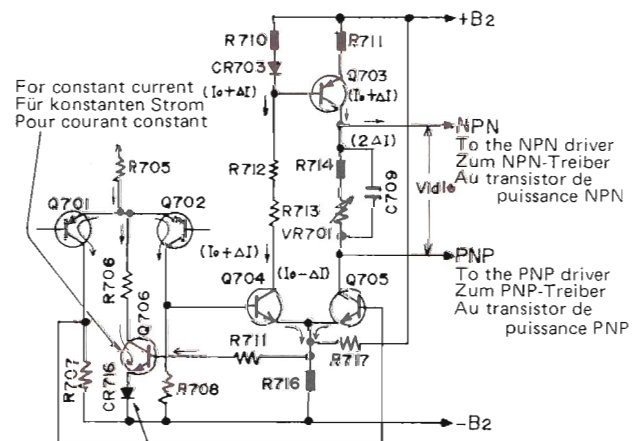 +B2
R710
R711
CR703
Q703
(Io+ΔI)
(Io+ΔI)
For constant current
Für konstanten Strom
Pour courant constant
NPN
To the NPN driver
Zum NPN-Treiber
Au transistor de
puissance NPN
(2ΔI)
R705
R712
R714
C709
Vidle
Q701
Q702
R713
VR701
PNP
To the PNP driver
Zum PNP-Treiber
Au transistor de
puissance PNP
(Io+ΔI)
(Io-ΔI)
R706
Q706
Q704
Q705
R711
R717
R707
CR716
R708
R716
-B2